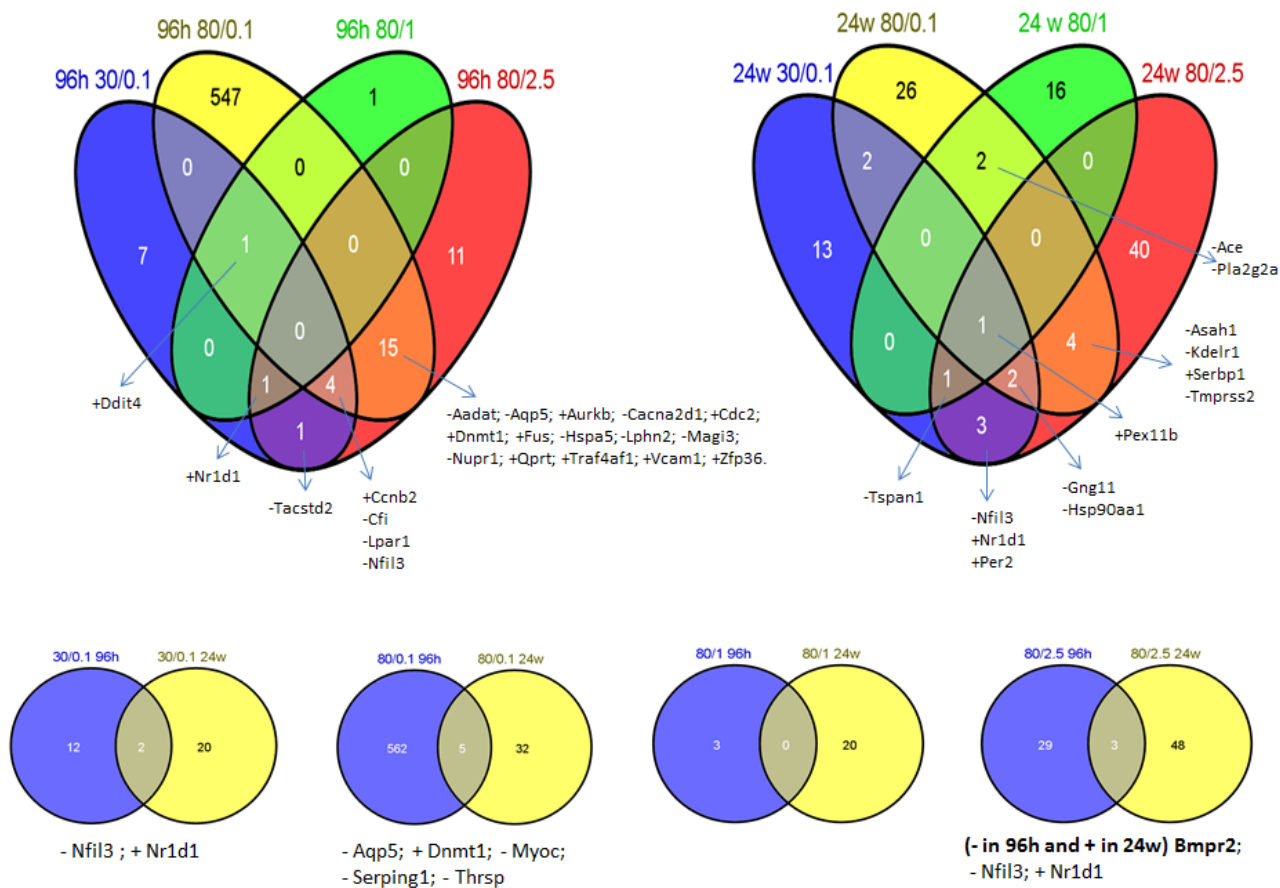 96h 80/0.1
96h 80/1
96h 30/0.1
96h 80/2.5
547
1
0
0
0
7
1
0
11
0
0
15
1
4
1
+Ddit4
+Nr1d1
-Tacstd2
+Ccnb2
-Cfi
-Lpar1
-Nfil3
-Aadat; -Aqp5; +Aurkb; -Cacna2d1; +Cdc2;
+Dnmt1; +Fus; -Hspa5; -Lphn2; -Magi3;
-Nupr1; +Qprt; +Traf4af1; +Vcam1; +Zfp36.
24w 80/0.1
24 w 80/1
24w 30/0.1
24w 80/2.5
26
16
2
2
0
13
0
0
40
1
0
4
1
2
3
-Ace
-Pla2g2a
-Asah1
-Kdelr1
+Serbp1
-Tmprss2
+Pex11b
-Gng11
-Hsp90aa1
-Tspan1
-Nfil3
+Nr1d1
+Per2
30/0.1 96h
30/0.1 24w
12
2
20
- Nfil3 ; + Nr1d1
80/0.1 96h
80/0.1 24w
562
5
32
- Aqp5; + Dnmt1; - Myoc;
- Serping1; - Thrsp
80/1 96h
80/1 24w
3
0
20
80/2.5 96h
80/2.5 24w
29
3
48
(- in 96h and + in 24w) Bmpr2;
- Nfil3; + Nr1d1